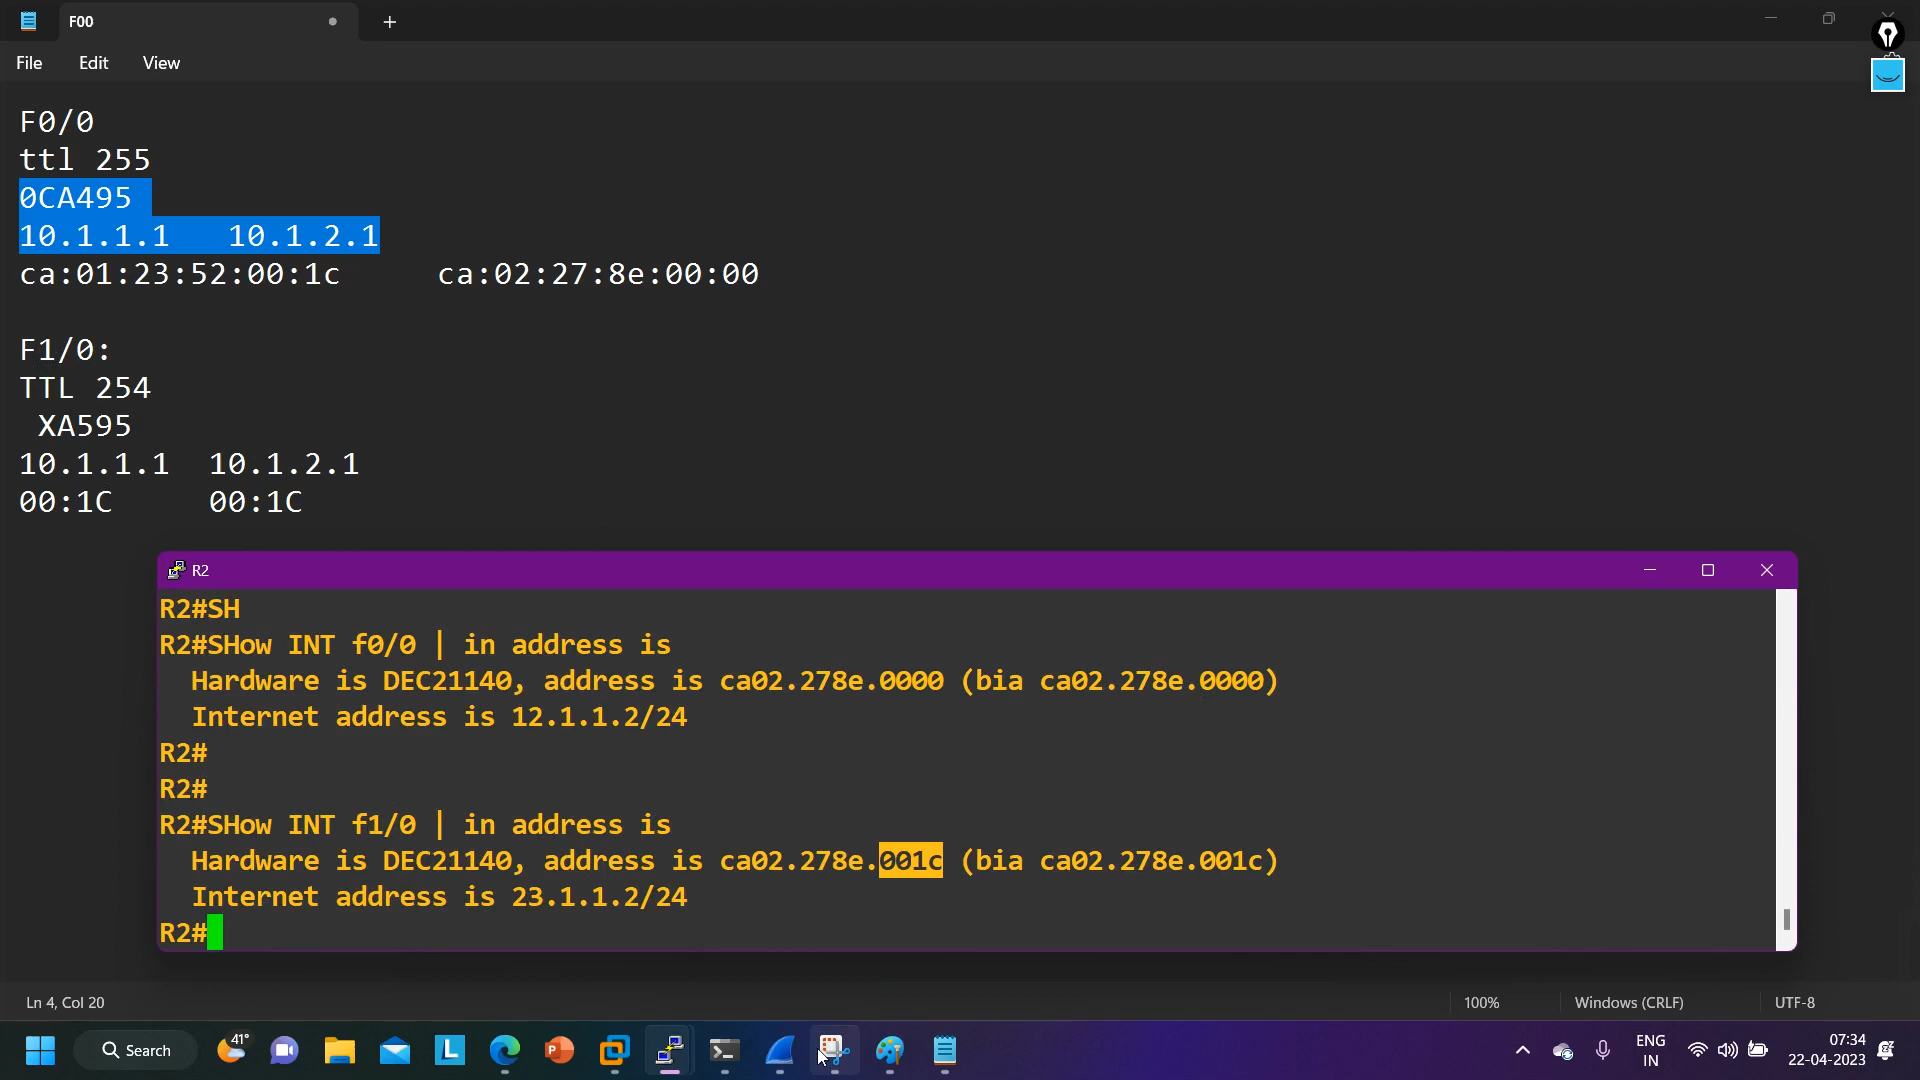 F00
File Edit View
F0/0
ttl 255
0CA495
10.1.1.1 10.1.2.1
ca:01:23:52:00:1c ca:02:27:8e:00:00
F1/0:
TTL 254
XA595
10.1.1.1 10.1.2.1
00:1C 00:1C
R2
R2#SH
R2#SHow INT f0/0 | in address is
Hardware is DEC21140, address is ca02.278e.0000 (bia ca02.278e.0000)
Internet address is 12.1.1.2/24
R2#
R2#
R2#SHow INT f1/0 | in address is
Hardware is DEC21140, address is ca02.278e.001c (bia ca02.278e.001c)
Internet address is 23.1.1.2/24
R2#
Ln 4, Col 20 100% Windows (CRLF) UTF-8
Search 41° L P ENG 07:34
IN 22-04-2023